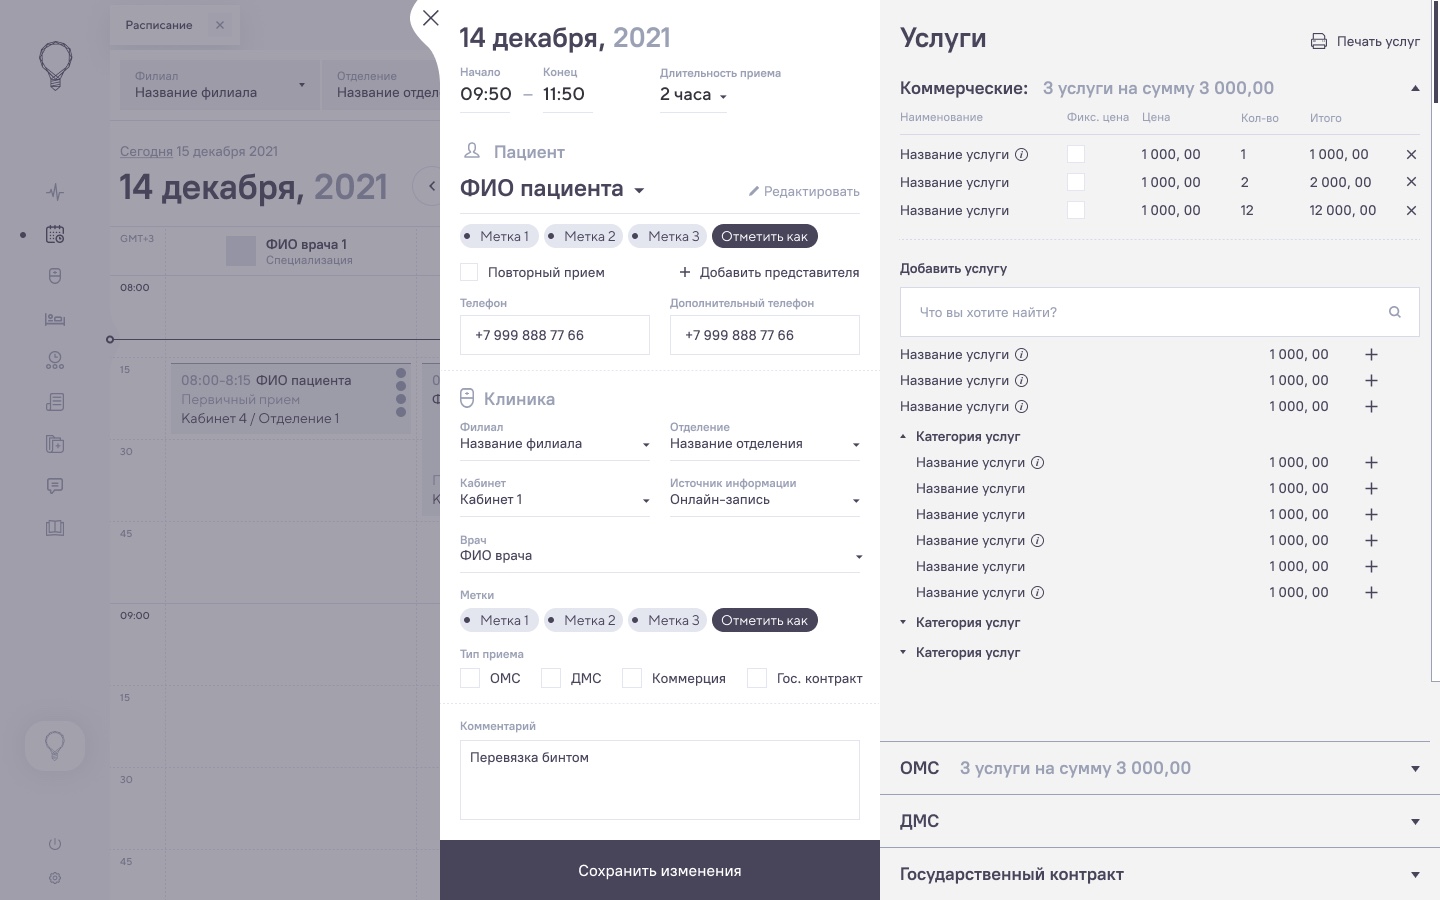 Расписание
Филиал
Название филиала
Отделение
Название отдел
Сегодня 15 декабря 2021
14 декабря, 2021
GMT+3
ФИО врача 1
Специализация
08:00
15
08:00-8:15 ФИО пациента
Первичный прием
Кабинет 4 / Отделение 1
30
45
09:00
15
30
45
14 декабря, 2021
Начало
Конец
Длительность приема
09:50 – 11:50
2 часа
Пациент
ФИО пациента
Редактировать
Метка 1
Метка 2
Метка 3
Отметить как
Повторный прием
Добавить представителя
Телефон
Дополнительный телефон
+7 999 888 77 66
+7 999 888 77 66
Клиника
Филиал
Отделение
Название филиала
Название отделения
Кабинет
Источник информации
Кабинет 1
Онлайн-запись
Врач
ФИО врача
Метки
Метка 1
Метка 2
Метка 3
Отметить как
Тип приема
ОМС
ДМС
Коммерция
Гос. контракт
Комментарий
Перевязка бинтом
Сохранить изменения
Услуги
Печать услуг
Коммерческие: 3 услуги на сумму 3 000,00
Наименование Фикс. цена Цена Кол-во Итого
Название услуги 1 000, 00 1 1 000, 00
Название услуги 1 000, 00 2 2 000, 00
Название услуги 1 000, 00 12 12 000, 00
Добавить услугу
Что вы хотите найти?
Название услуги 1 000, 00
Название услуги 1 000, 00
Название услуги 1 000, 00
Категория услуг
Название услуги 1 000, 00
Название услуги 1 000, 00
Название услуги 1 000, 00
Название услуги 1 000, 00
Название услуги 1 000, 00
Название услуги 1 000, 00
Категория услуг
Категория услуг
ОМС 3 услуги на сумму 3 000,00
ДМС
Государственный контракт